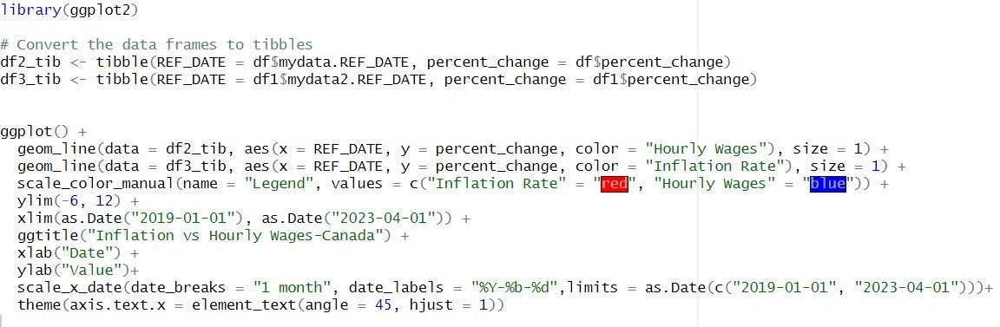 library(ggplot2)
# Convert the data frames to tibbles
df2_tib <- tibble(REF_DATE = df$mydata.REF_DATE, percent_change = df$percent_change)
df3_tib <- tibble(REF_DATE = df1$mydata2.REF_DATE, percent_change = df1$percent_change)
ggplot() +
  geom_line(data = df2_tib, aes(x = REF_DATE, y = percent_change, color = "Hourly Wages"), size = 1) +
  geom_line(data = df3_tib, aes(x = REF_DATE, y = percent_change, color = "Inflation Rate"), size = 1) +
  scale_color_manual(name = "Legend", values = c("Inflation Rate" = "red", "Hourly Wages" = "blue")) +
  ylim(-6, 12) +
  xlim(as.Date("2019-01-01"), as.Date("2023-04-01")) +
  ggtitle("Inflation vs Hourly Wages-Canada") +
  xlab("Date") +
  ylab("Value")+
  scale_x_date(date_breaks = "1 month", date_labels = "%Y-%b-%d",limits = as.Date(c("2019-01-01", "2023-04-01")))+
  theme(axis.text.x = element_text(angle = 45, hjust = 1))